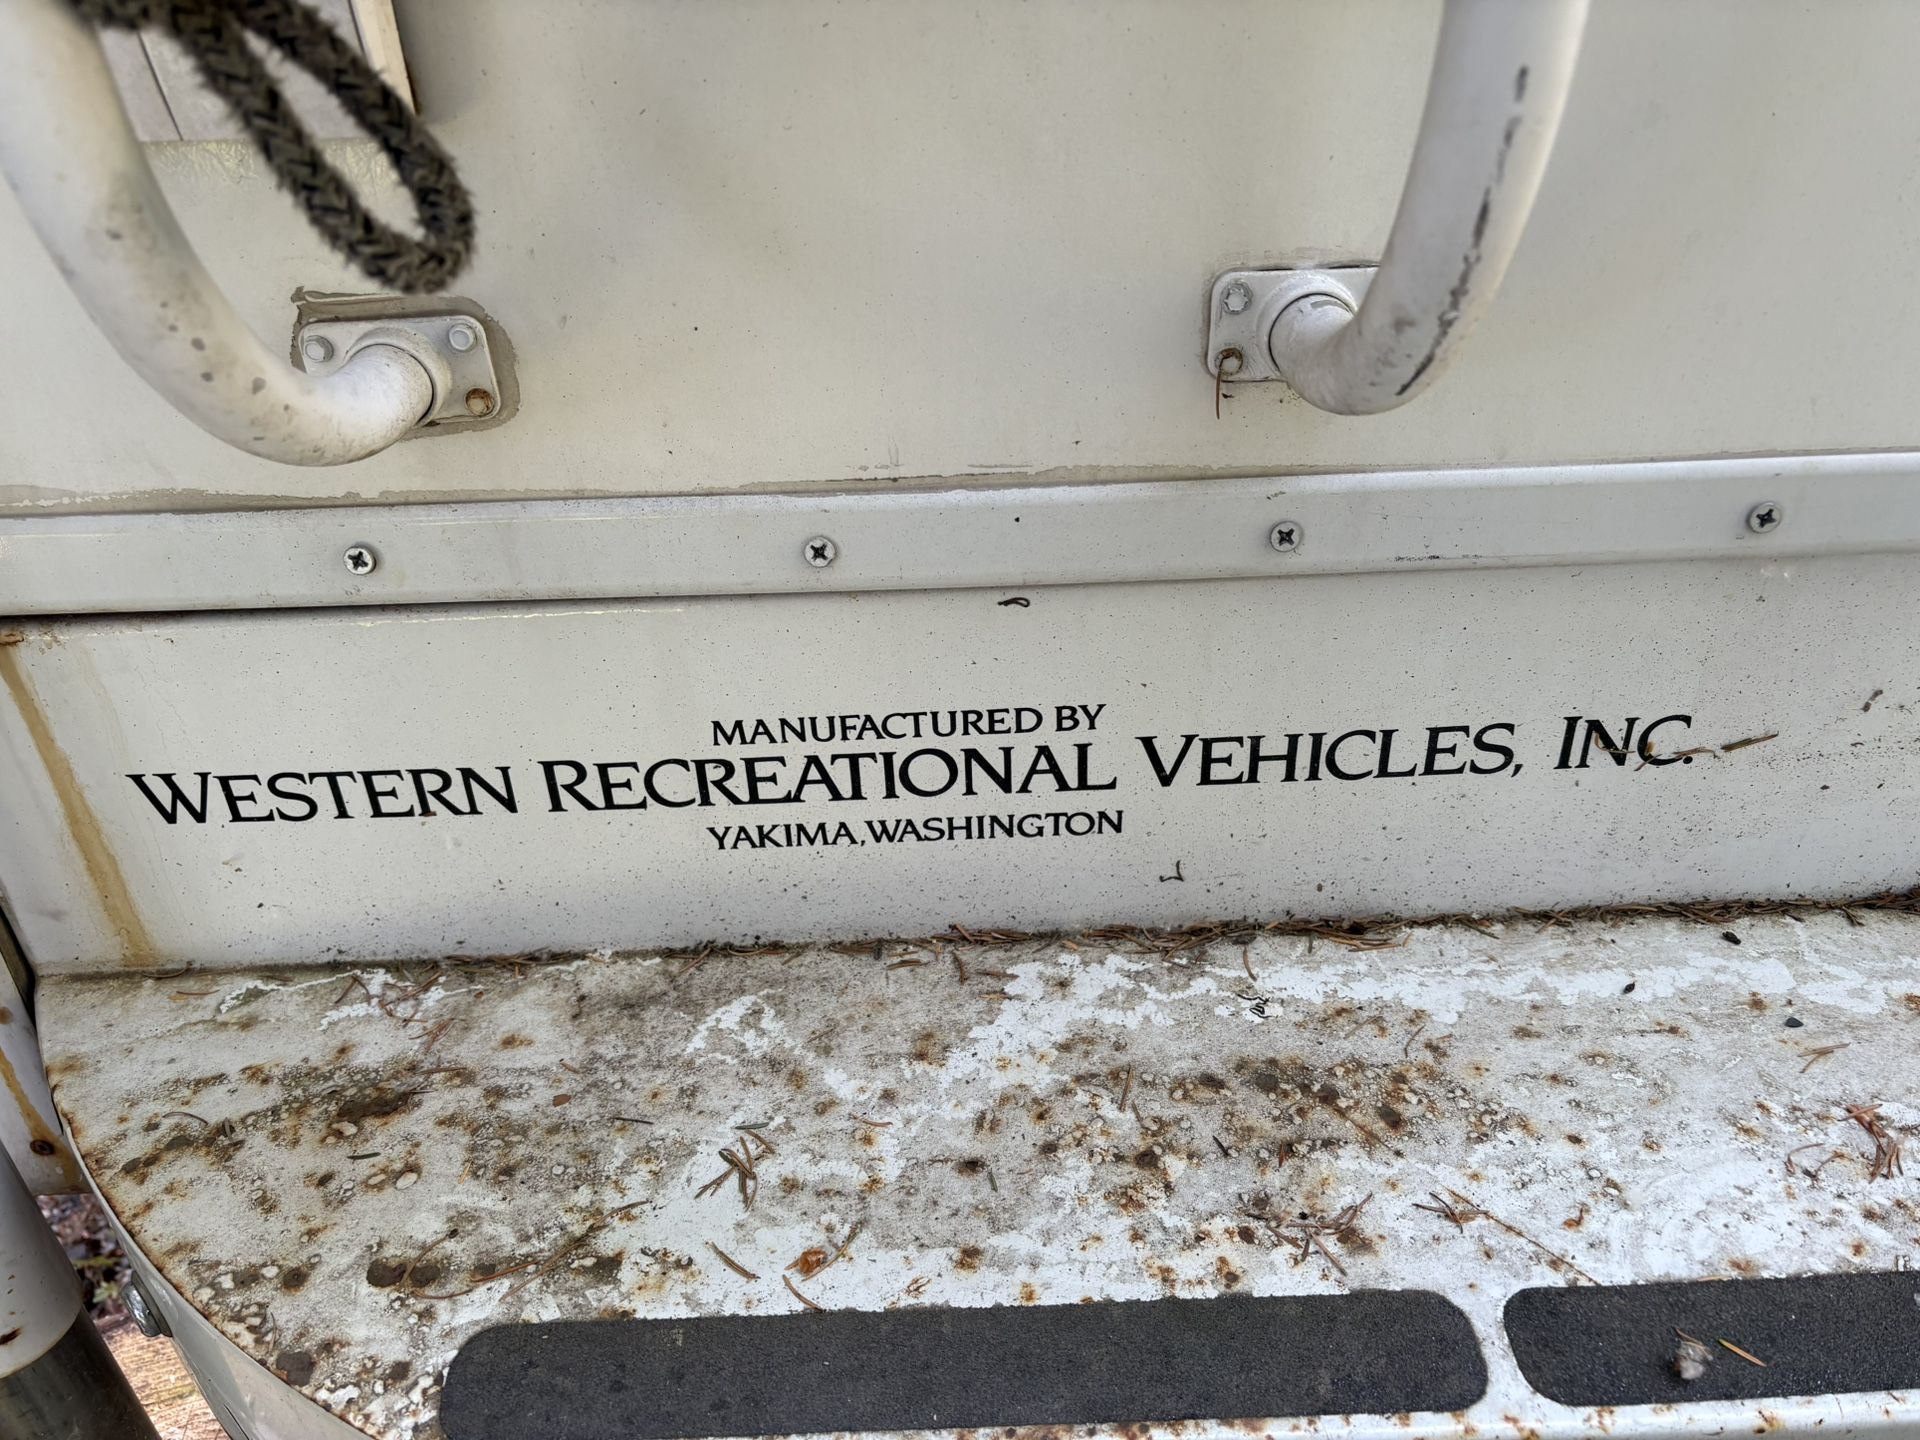 MANUFACTURED BY
WESTERN RECREATIONAL VEHICLES, INC.
YAKIMA, WASHINGTON